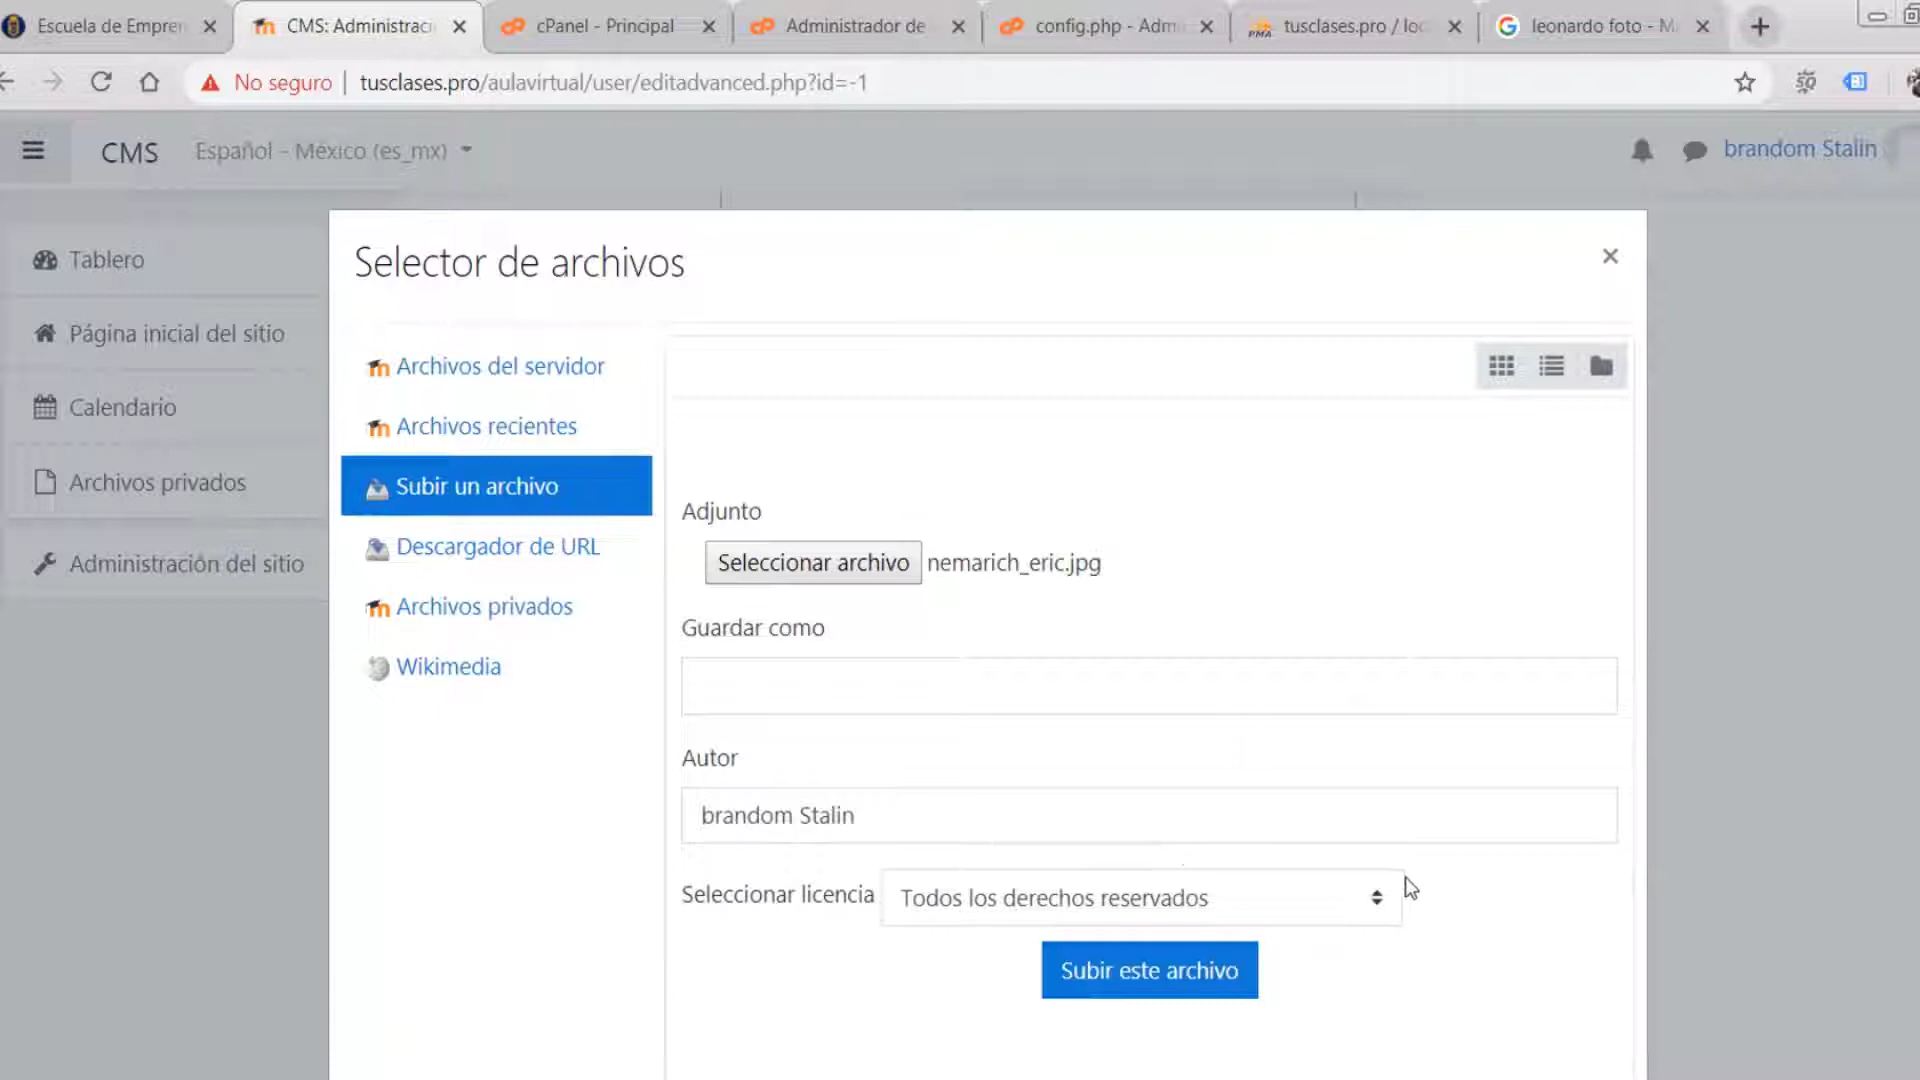 Escuela de Empren
CMS: Administrac
cPanel - Principal
Administrador de
config.php - Adm
tusclases.pro / loc
leonardo foto - M
No seguro
tusclases.pro/aulavirtual/user/editadvanced.php?id=-1
CMS
Español - México (es_mx)
brandom Stalin
Tablero
Página inicial del sitio
Calendario
Archivos privados
Administración del sitio
Selector de archivos
Archivos del servidor
Archivos recientes
Subir un archivo
Descargador de URL
Archivos privados
Wikimedia
Adjunto
Seleccionar archivo nemarich_eric.jpg
Guardar como
Autor
brandom Stalin
Seleccionar licencia
Todos los derechos reservados
Subir este archivo